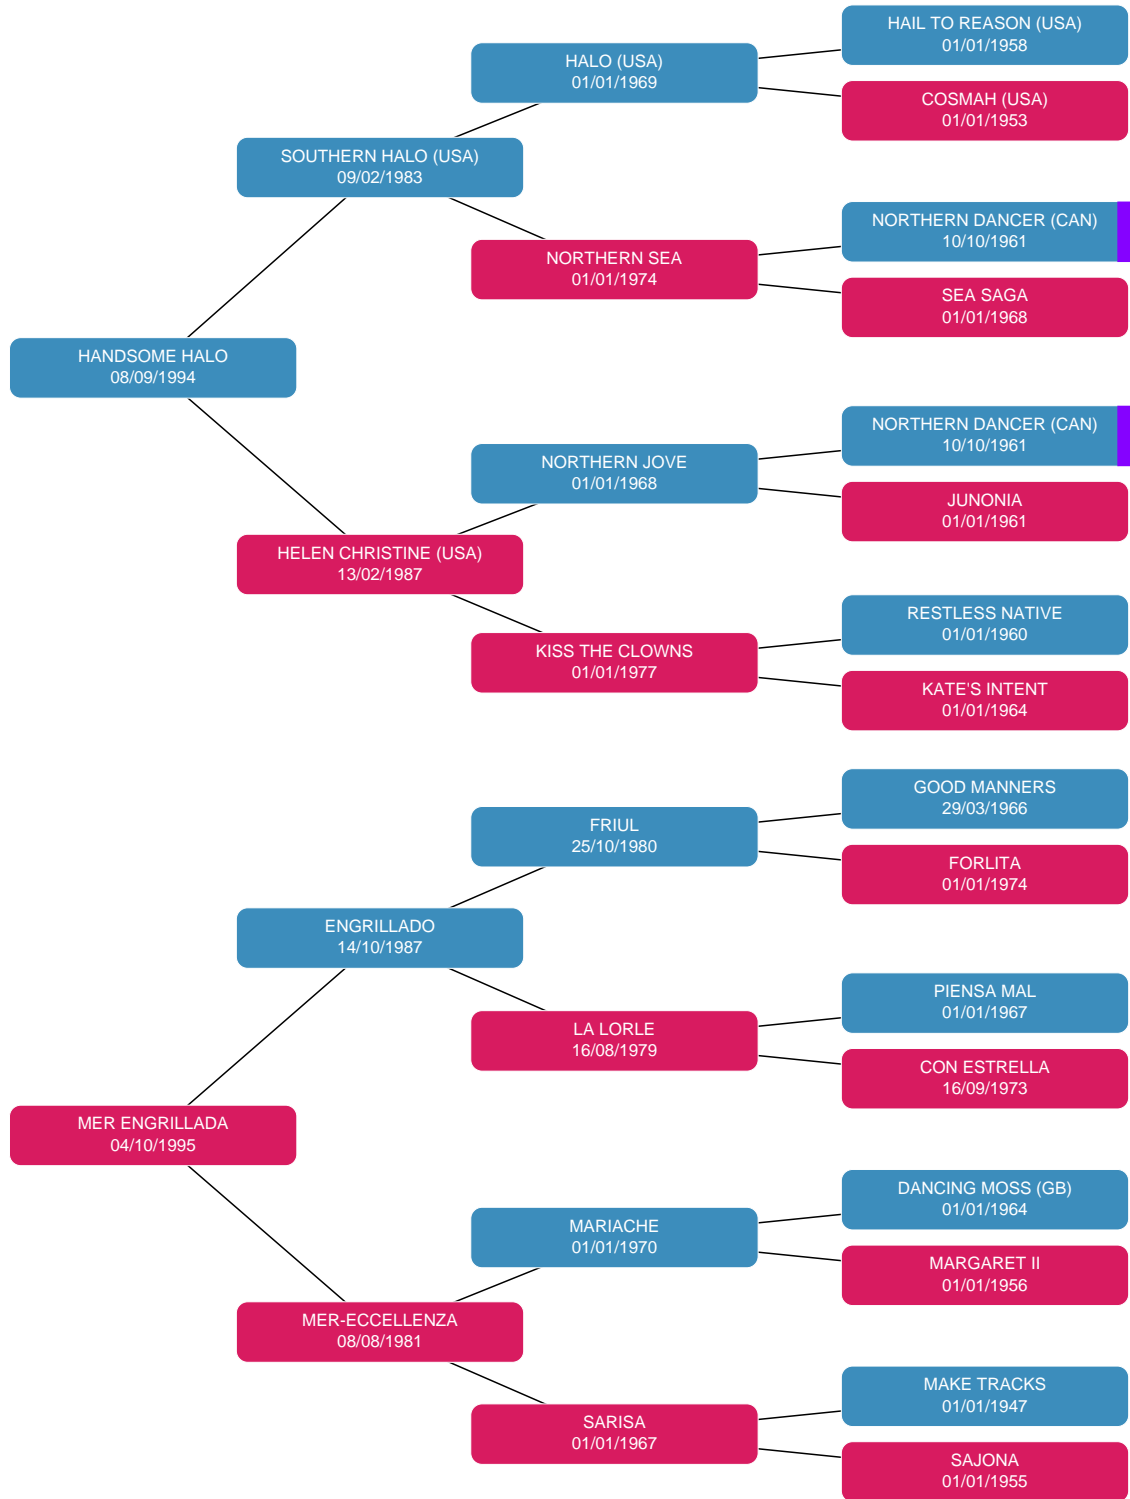 HAIL TO REASON (USA)
01/01/1958
HALO (USA)
01/01/1969
COSMAH (USA)
01/01/1953
SOUTHERN HALO (USA)
09/02/1983
NORTHERN DANCER (CAN)
10/10/1961
NORTHERN SEA
01/01/1974
SEA SAGA
01/01/1968
HANDSOME HALO
08/09/1994
NORTHERN DANCER (CAN)
10/10/1961
NORTHERN JOVE
01/01/1968
JUNONIA
01/01/1961
HELEN CHRISTINE (USA)
13/02/1987
RESTLESS NATIVE
01/01/1960
KISS THE CLOWNS
01/01/1977
KATE'S INTENT
01/01/1964
GOOD MANNERS
29/03/1966
FRIUL
25/10/1980
FORLITA
01/01/1974
ENGRILLADO
14/10/1987
PIENSA MAL
01/01/1967
LA LORLE
16/08/1979
CON ESTRELLA
16/09/1973
MER ENGRILLADA
04/10/1995
DANCING MOSS (GB)
01/01/1964
MARIACHE
01/01/1970
MARGARET II
01/01/1956
MER-ECCELLENZA
08/08/1981
MAKE TRACKS
01/01/1947
SARISA
01/01/1967
SAJONA
01/01/1955